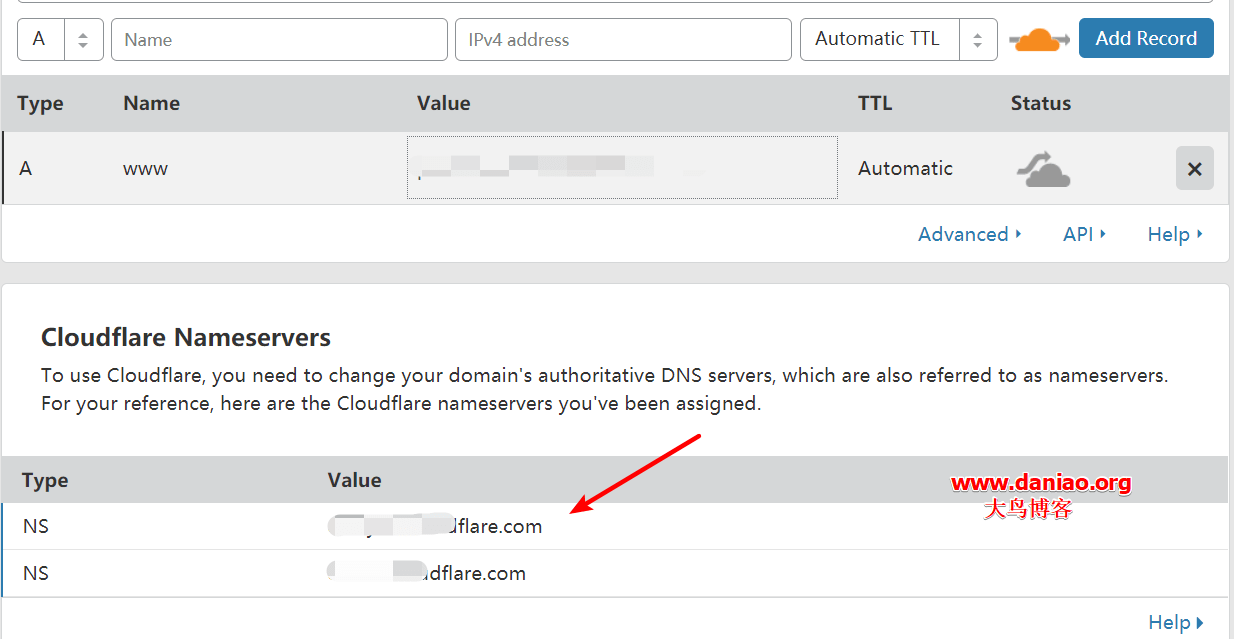 A Name IPv4 address Automatic TTL Add Record
Type Name Value TTL Status
A www Automatic
Advanced API Help
Cloudflare Nameservers
To use Cloudflare, you need to change your domain's authoritative DNS servers, which are also referred to as nameservers.
For your reference, here are the Cloudflare nameservers you've been assigned.
Type Value
www.daniao.org
大鸟博客
NS dflare.com
NS dflare.com
Help